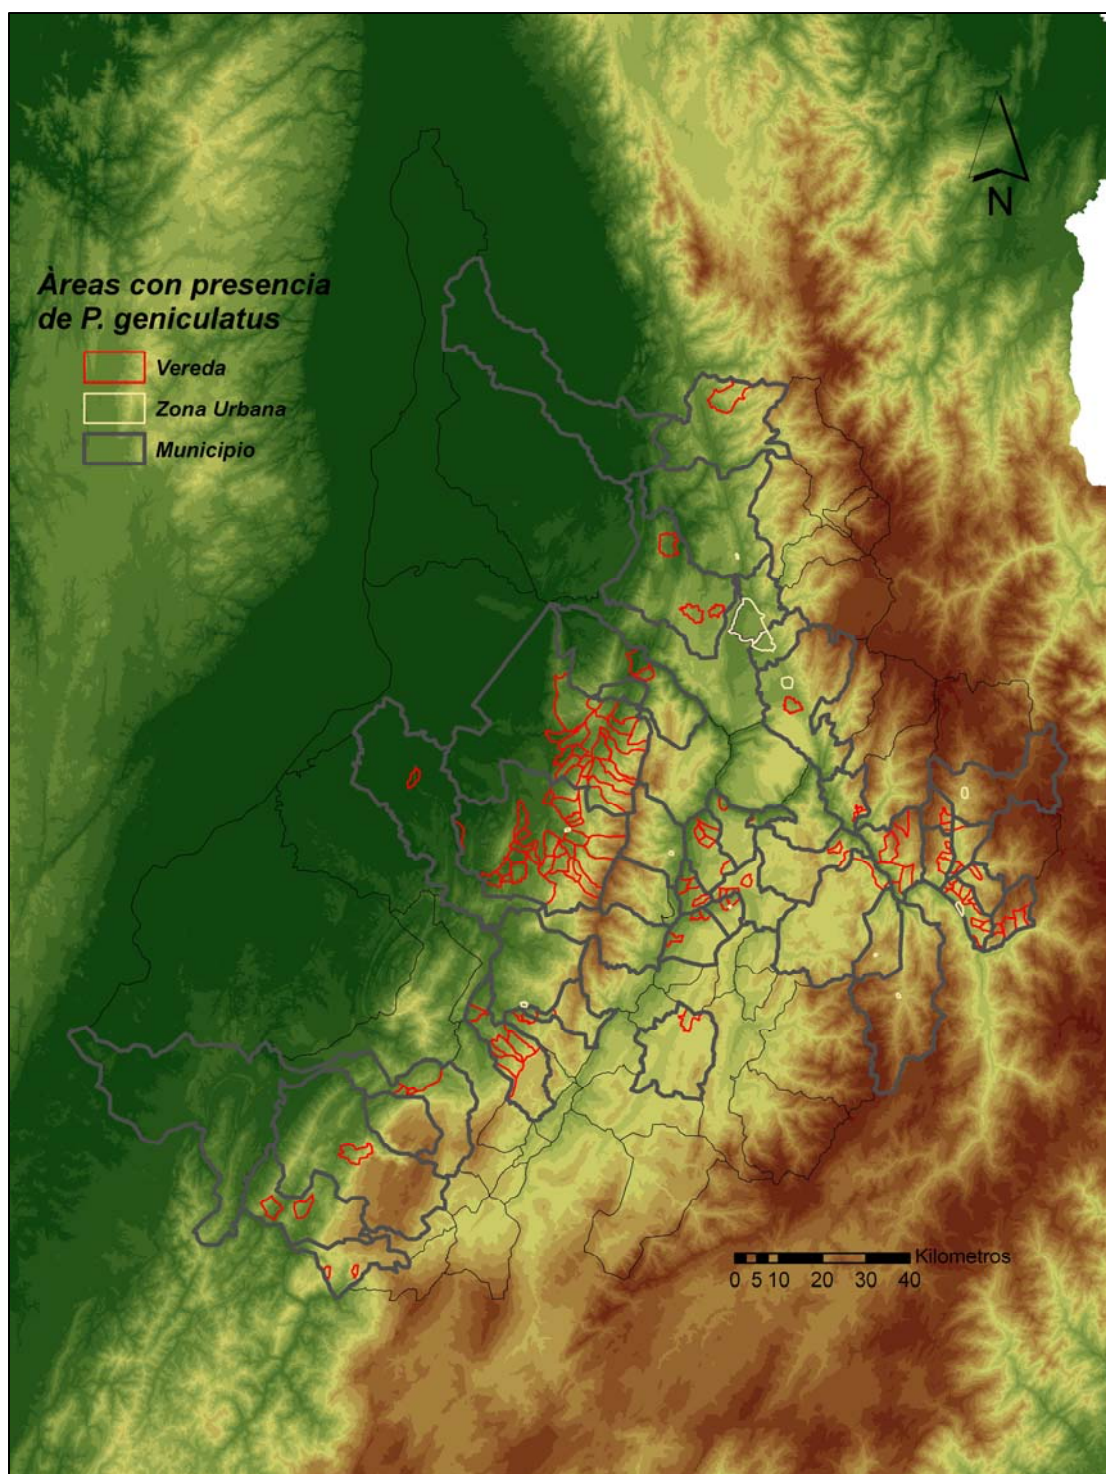 N
Àreas con presencia
de P. geniculatus
Vereda
Zona Urbana
Municipio
Kilometros
0 5 10 20 30 40